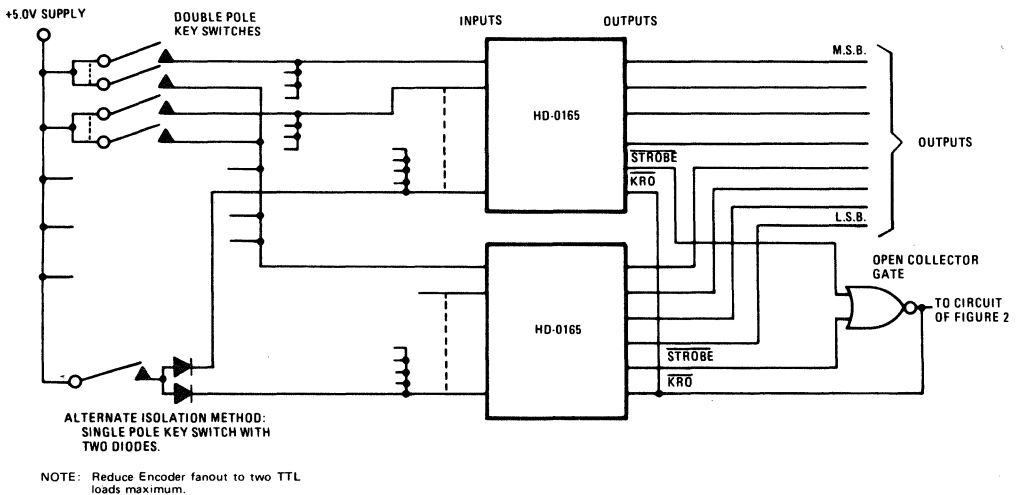 +5.0V SUPPLY
DOUBLE POLE
KEY SWITCHES
INPUTS
OUTPUTS
M.S.B.
HD-0165
OUTPUTS
STROBE
KRO
L.S.B.
OPEN COLLECTOR
GATE
TO CIRCUIT
OF FIGURE 2
HD-0165
STROBE
KRO
ALTERNATE ISOLATION METHOD:
SINGLE POLE KEY SWITCH WITH
TWO DIODES.
NOTE: Reduce Encoder fanout to two TTL
loads maximum.